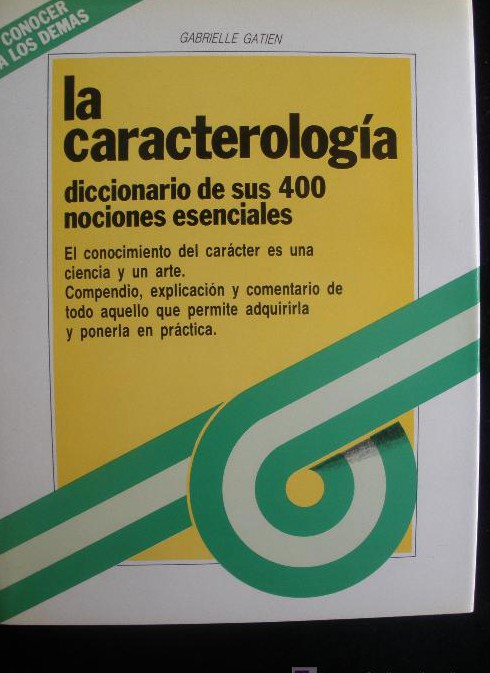 CONOCER
A LOS DEMAS
GABRIELLE GATIEN
la
caracterología
diccionario de sus 400
nociones esenciales
El conocimiento del carácter es una
ciencia y un arte.
Compendio, explicación y comentario de
todo aquello que permite adquirirla
y ponerla en práctica.